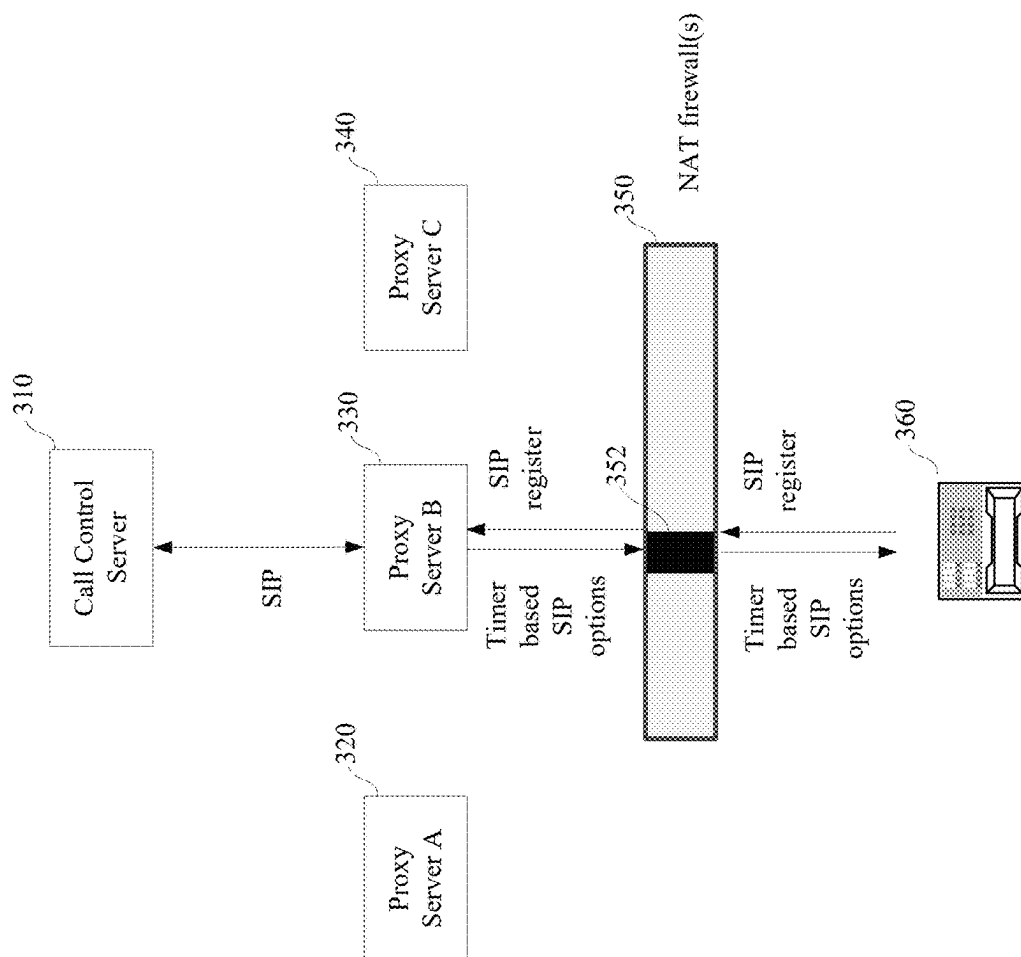 310
Call Control
Server
SIP
320
Proxy
Server A
330
Proxy
Server B
340
Proxy
Server C
Timer
based
SIP
options
SIP
register
352
350
NAT firewall(s)
Timer
based
SIP
options
SIP
register
360